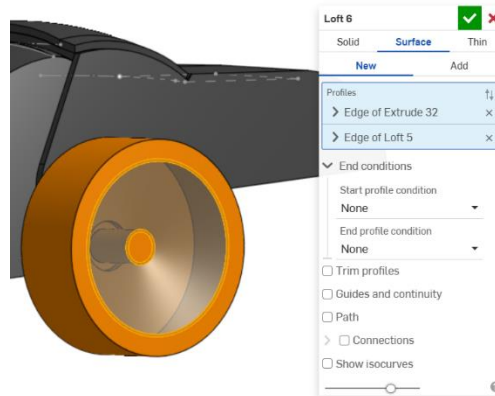 Loft 6
Solid Surface Thin
New Add
Profiles
Edge of Extrude 32
Edge of Loft 5
End conditions
Start profile condition
None
End profile condition
None
Trim profiles
Guides and continuity
Path
Connections
Show isocurves